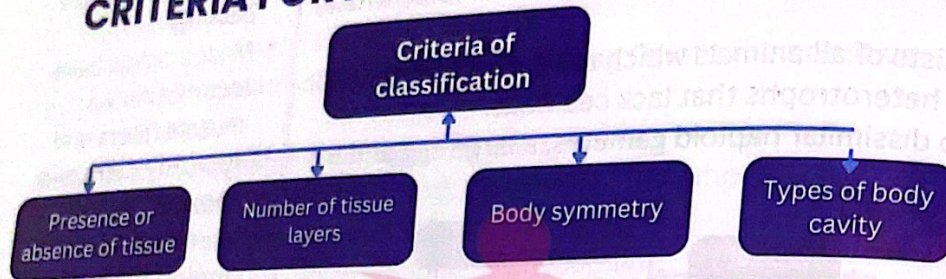 CRITERIA FOR
Criteria of
classification
Presence or
absence of tissue
Number of tissue
layers
Body symmetry
Types of body
cavity